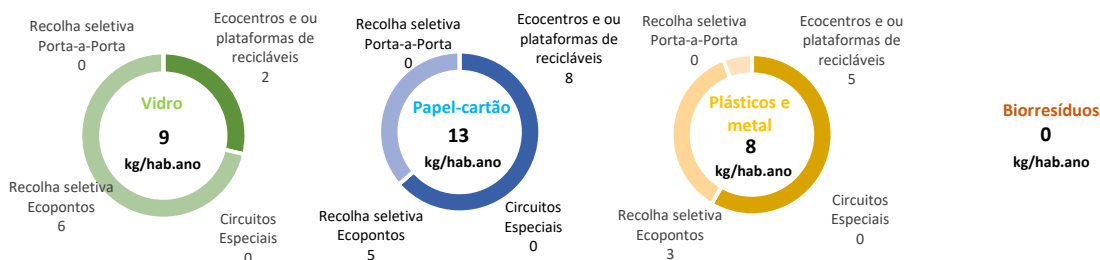 Recolha seletiva
Porta-a-Porta
0
Ecocentros e ou
plataformas de
recicláveis
2
Vidro
9
kg/hab.ano
Recolha seletiva
Ecopontos
6
Circuitos
Especiais
0
Recolha seletiva
Porta-a-Porta
0
Ecocentros e ou
plataformas de
recicláveis
8
Papel-cartão
13
kg/hab.ano
Recolha seletiva
Ecopontos
5
Circuitos
Especiais
0
Recolha seletiva
Porta-a-Porta
0
Ecocentros e ou
plataformas de
recicláveis
5
Plásticos e
metal
8
kg/hab.ano
Recolha seletiva
Ecopontos
3
Circuitos
Especiais
0
Biorresíduos
0
kg/hab.ano